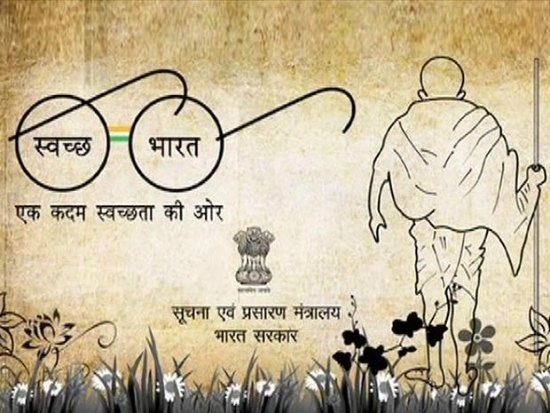 स्वच्छ भारत
एक कदम स्वच्छता की ओर
सूचना एवं प्रसारण मंत्रालय
भारत सरकार